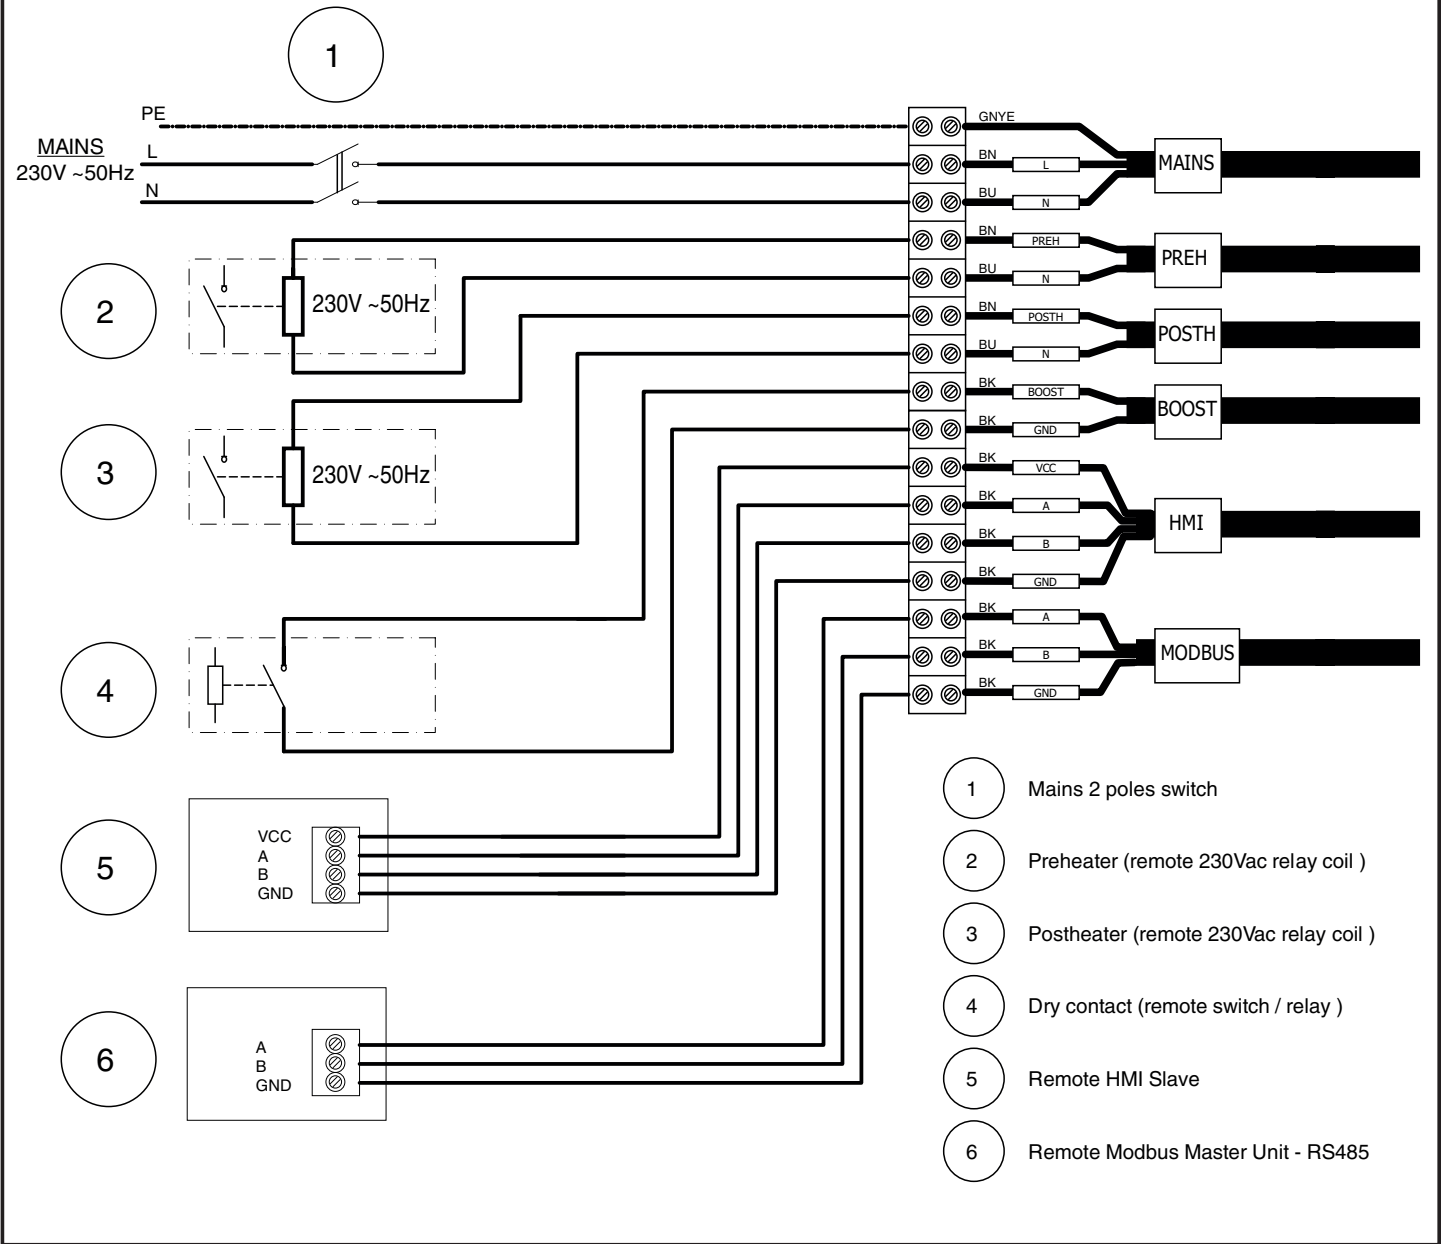 1
PE
MAINS
230V ~50Hz
L
N
2
230V ~50Hz
3
230V ~50Hz
4
5
VCC
A
B
GND
6
A
B
GND
GNYE
BN L
BU N
MAINS
BN PREH
BU N
PREH
BN POSTH
BU N
POSTH
BK BOOST
BK GND
BOOST
BK VCC
BK A
BK B
BK GND
HMI
BK A
BK B
BK GND
MODBUS
1 Mains 2 poles switch
2 Preheater (remote 230Vac relay coil )
3 Postheater (remote 230Vac relay coil )
4 Dry contact (remote switch / relay )
5 Remote HMI Slave
6 Remote Modbus Master Unit - RS485